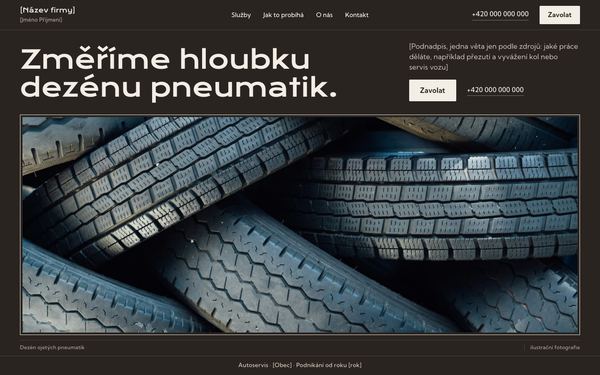 [Název firmy]
[Jméno Příjmení]
Služby
Jak to probíhá
O nás
Kontakt
+420 000 000 000
Zavolat
Změříme hloubku
dezénu pneumatik.
[Podnadpis, jedna věta jen podle zdrojů: jaké práce
děláte, například přezutí a vyvážení kol nebo
servis vozu]
Zavolat
+420 000 000 000
Dezén ojetých pneumatik
ilustrační fotografie
Autoservis · [Obec] · Podnikání od roku [rok]